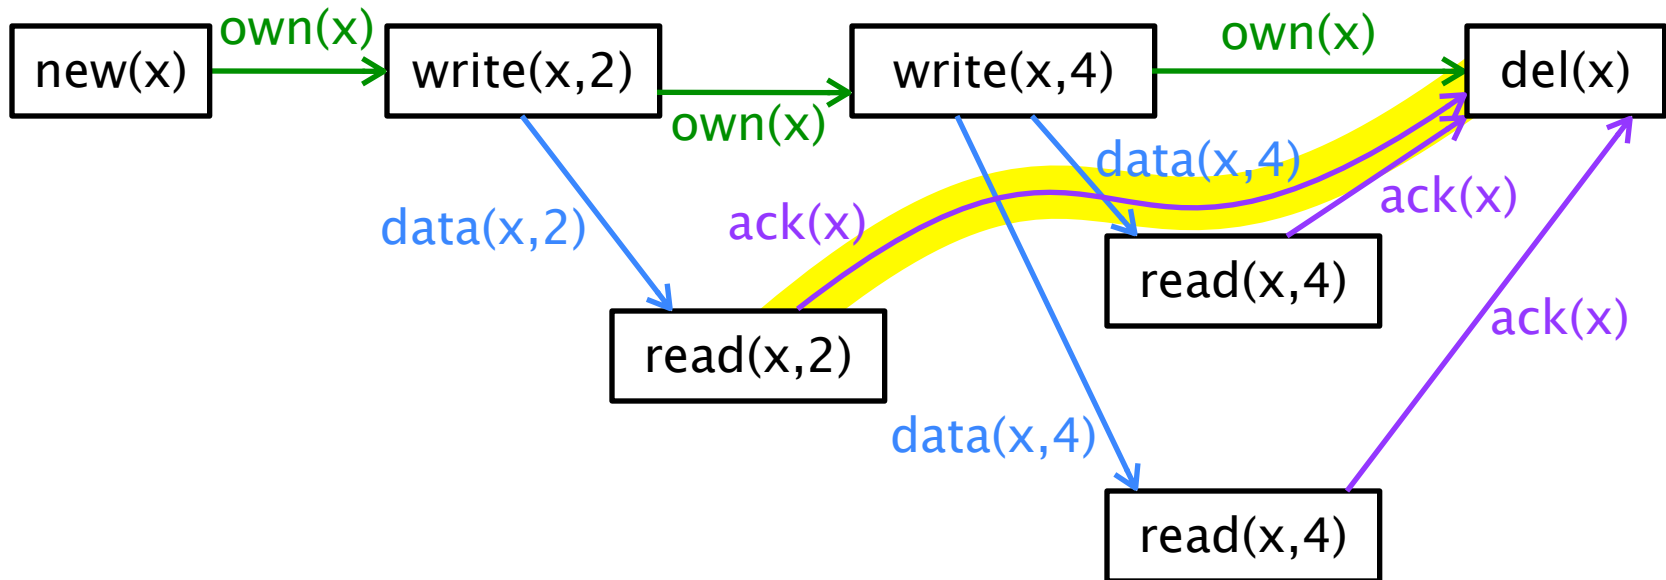 own(x)
own(x)
new(x)
write(x,2)
write(x,4)
del(x)
own(x)
data(x,4)
ack(x)
data(x,2)
ack(x)
read(x,4)
ack(x)
read(x,2)
data(x,4)
read(x,4)